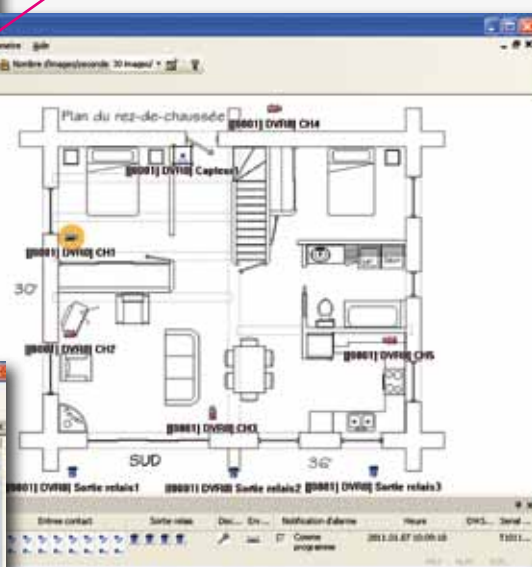 Aide
Nombre d'images/seconde 30 images/
Plan du rez-de-chaussée
[[0001] DVR8] CH4
[[0001] DVR8] Capteur1
[[0001] DVR8] CH1
30'
[[0001] DVR8] CH2
[[0001] DVR8] CH5
[[0001] DVR8] CH3
SUD
36'
[0001] DVR8] Sortie relais1
[[0001] DVR8] Sortie relais2
[[0001] DVR8] Sortie relais3
Entrée contact
Sortie relais
Notification d'alarme
Heure
Comme programmé
2011.01.07 10:09:18
T1011...